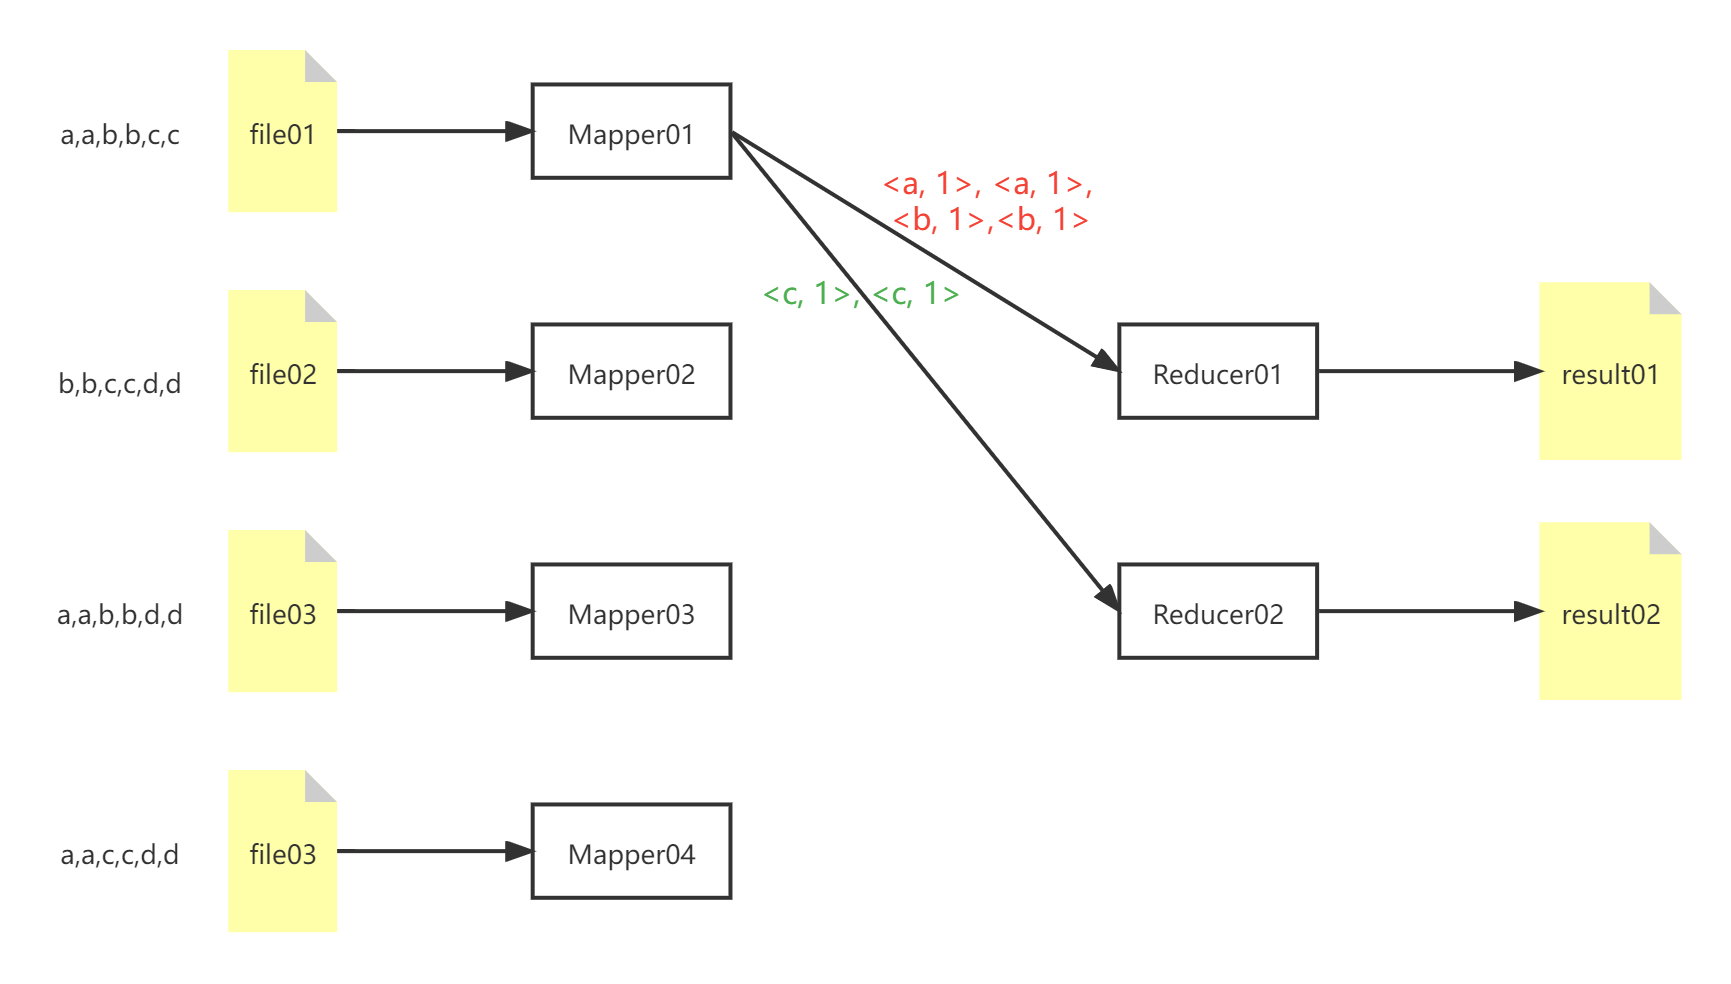 a,a,b,b,c,c
file01
Mapper01
<a, 1>, <a, 1>,
<b, 1>,<b, 1>
<c, 1>, <c, 1>
b,b,c,c,d,d
file02
Mapper02
Reducer01
result01
a,a,b,b,d,d
file03
Mapper03
Reducer02
result02
a,a,c,c,d,d
file03
Mapper04